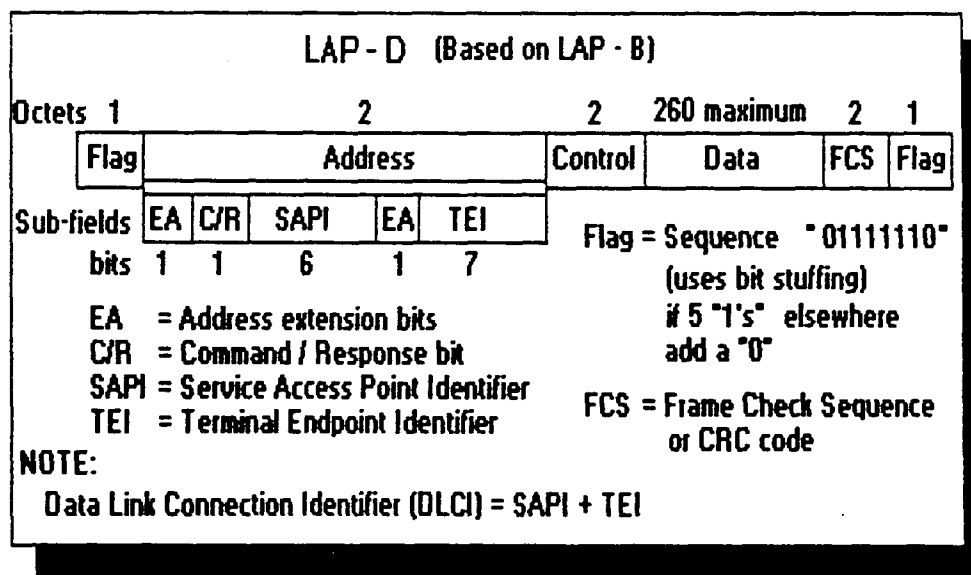 LAP - D (Based on LAP - B)
Octets 1 2 2 260 maximum 2 1
Flag Address Control Data FCS Flag
Sub-fields EA C/R SAPI EA TEI
bits 1 1 6 1 7
Flag = Sequence "01111110"
(uses bit stuffing)
if 5 "1's" elsewhere
add a "0"
EA = Address extension bits
C/R = Command / Response bit
SAPI = Service Access Point Identifier
TEI = Terminal Endpoint Identifier
FCS = Frame Check Sequence
or CRC code
NOTE:
Data Link Connection Identifier (DLCI) = SAPI + TEI